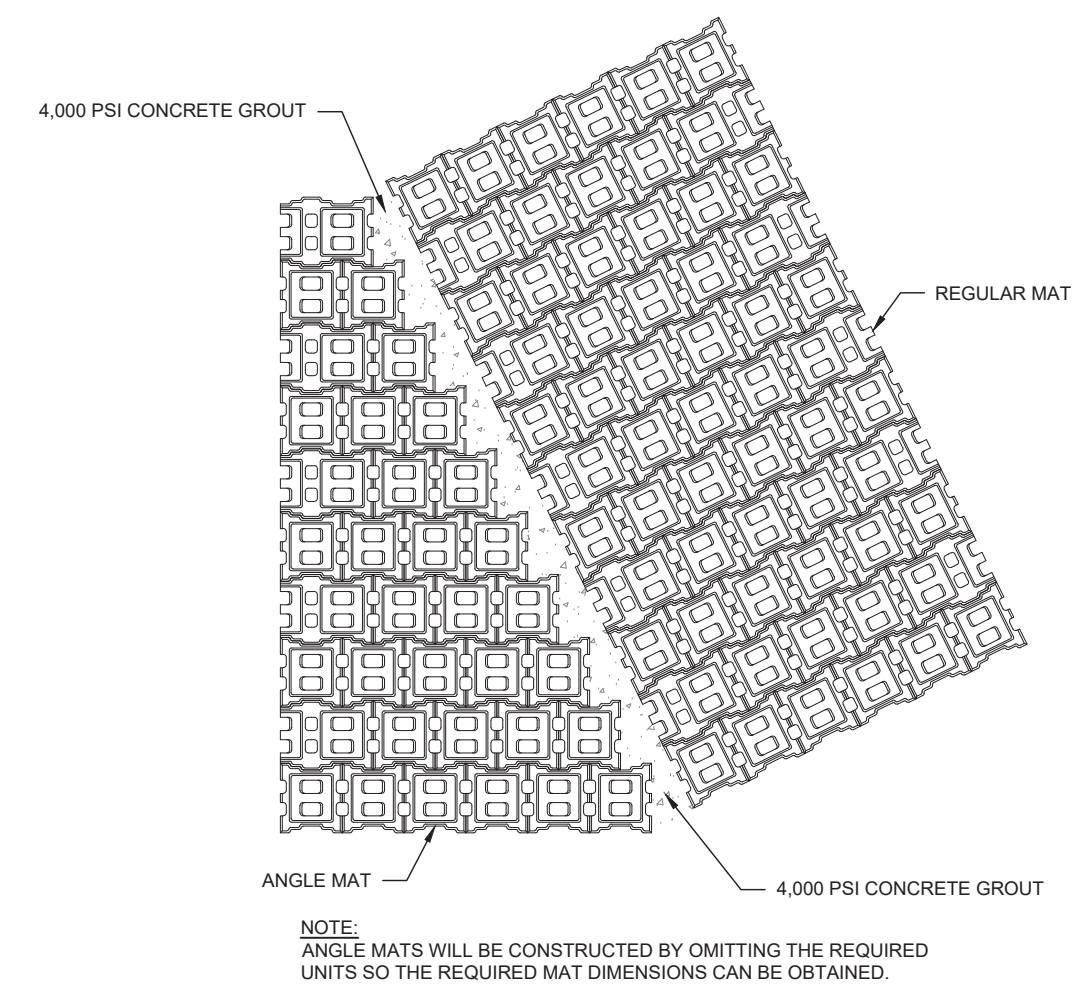 4,000 PSI CONCRETE GROUT
REGULAR MAT
ANGLE MAT
4,000 PSI CONCRETE GROUT
NOTE:
ANGLE MATS WILL BE CONSTRUCTED BY OMITTING THE REQUIRED
UNITS SO THE REQUIRED MAT DIMENSIONS CAN BE OBTAINED.